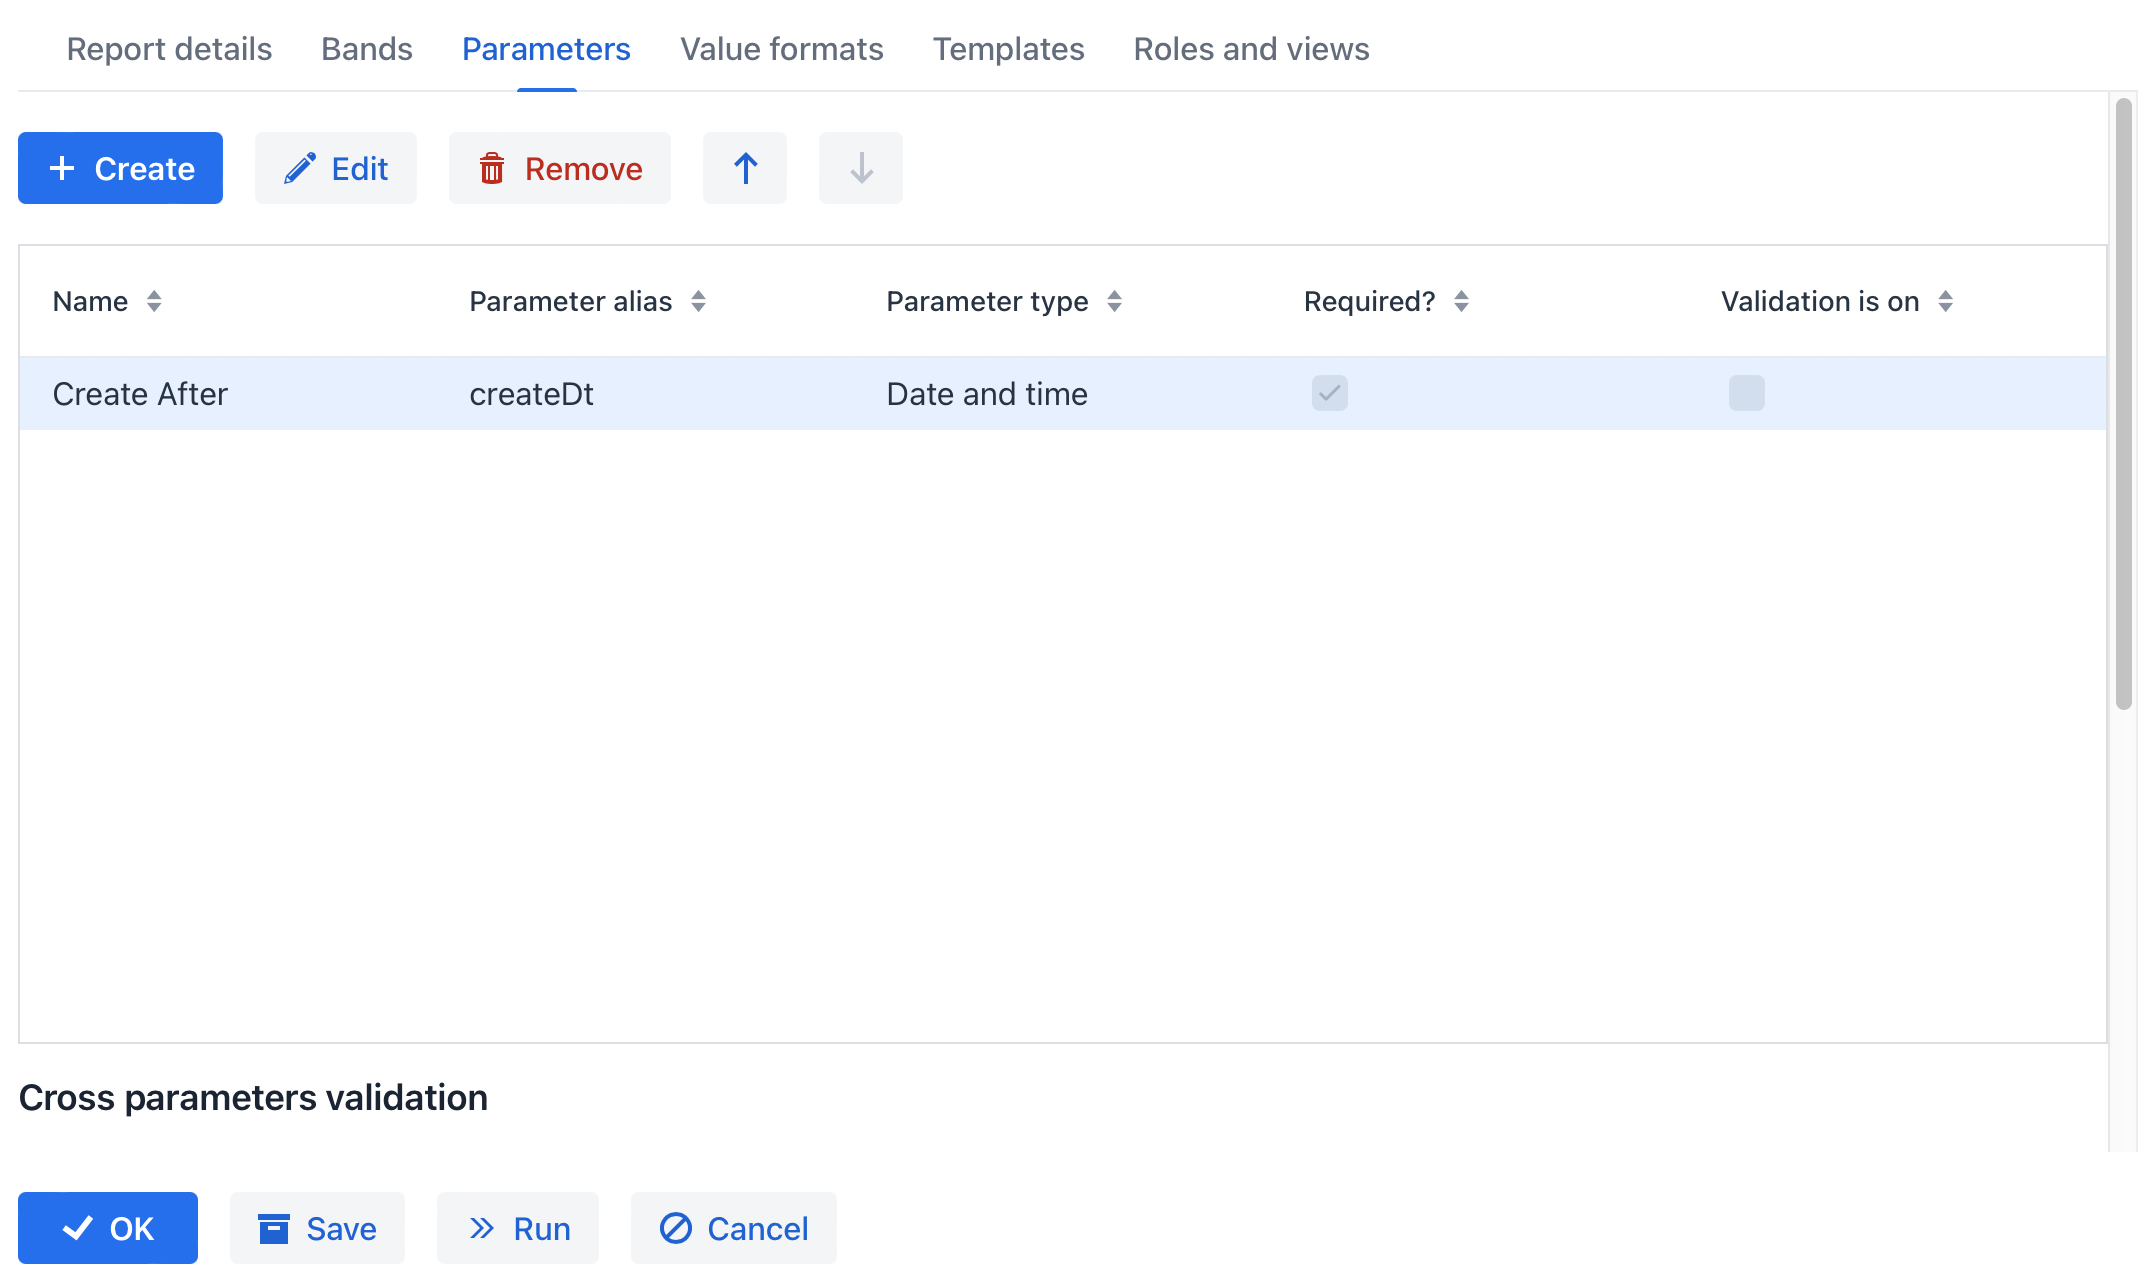 Report details Bands Parameters Value formats Templates Roles and views
Create Edit Remove
Name Parameter alias Parameter type Required? Validation is on
Create After createDt Date and time
Cross parameters validation
OK Save Run Cancel